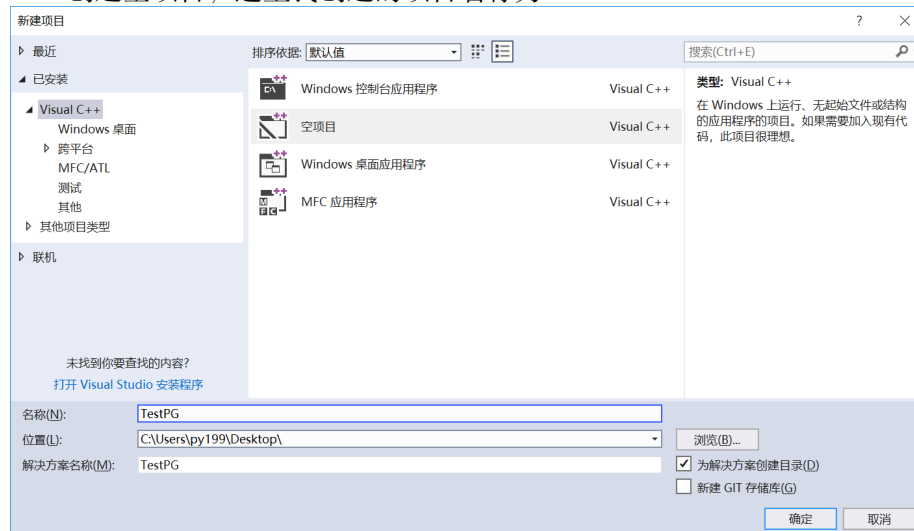 新建项目 ? ×
最近
排序依据: 默认值
搜索(Ctrl+E)
已安装
Visual C++
Windows 桌面
跨平台
MFC/ATL
测试
其他
其他项目类型
联机
未找到你要查找的内容?
打开 Visual Studio 安装程序
Windows 控制台应用程序 Visual C++
空项目 Visual C++
Windows 桌面应用程序 Visual C++
MFC 应用程序 Visual C++
类型: Visual C++
在 Windows 上运行、无起始文件或结构
的应用程序的项目。如果需要加入现有代
码，此项目很理想。
名称(N): TestPG
位置(L): C:\Users\py199\Desktop\ 浏览(B)...
解决方案名称(M): TestPG
为解决方案创建目录(D)
新建 GIT 存储库(G)
确定 取消